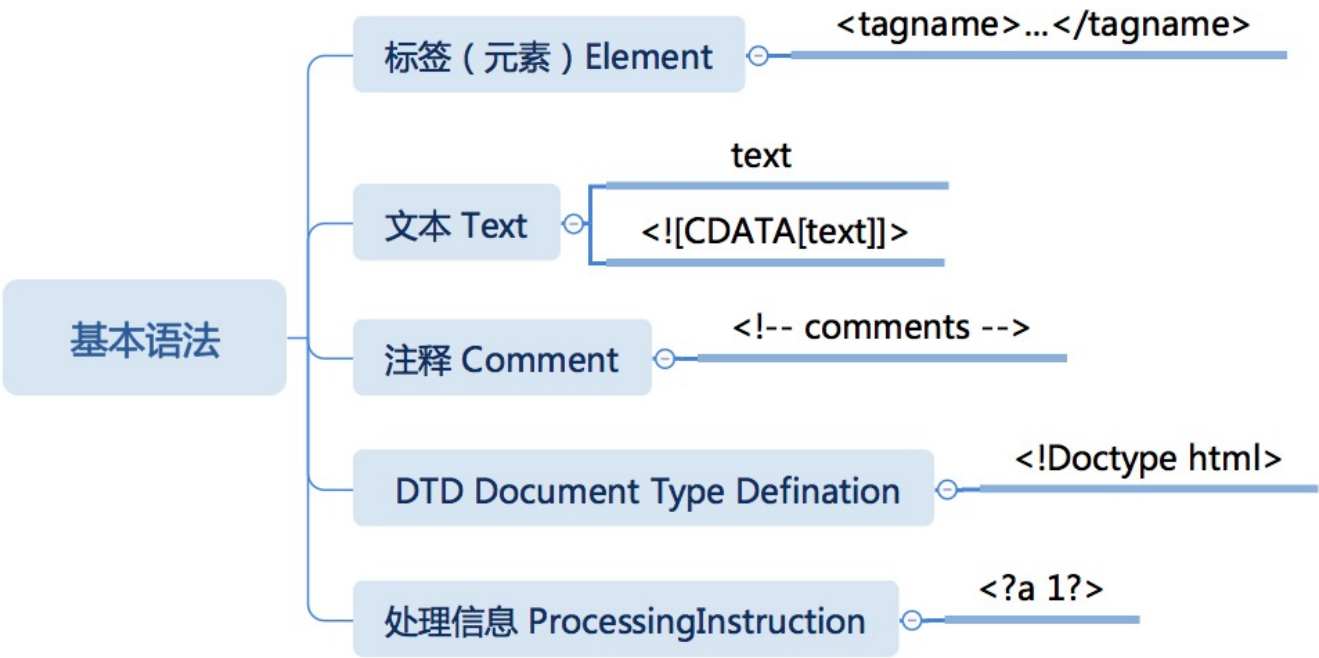 基本语法
标签（元素）Element
<tagname>...</tagname>
文本 Text
text
<![CDATA[text]]>
注释 Comment
<!-- comments -->
DTD Document Type Defination
<!Doctype html>
处理信息 ProcessingInstruction
<?a 1?>